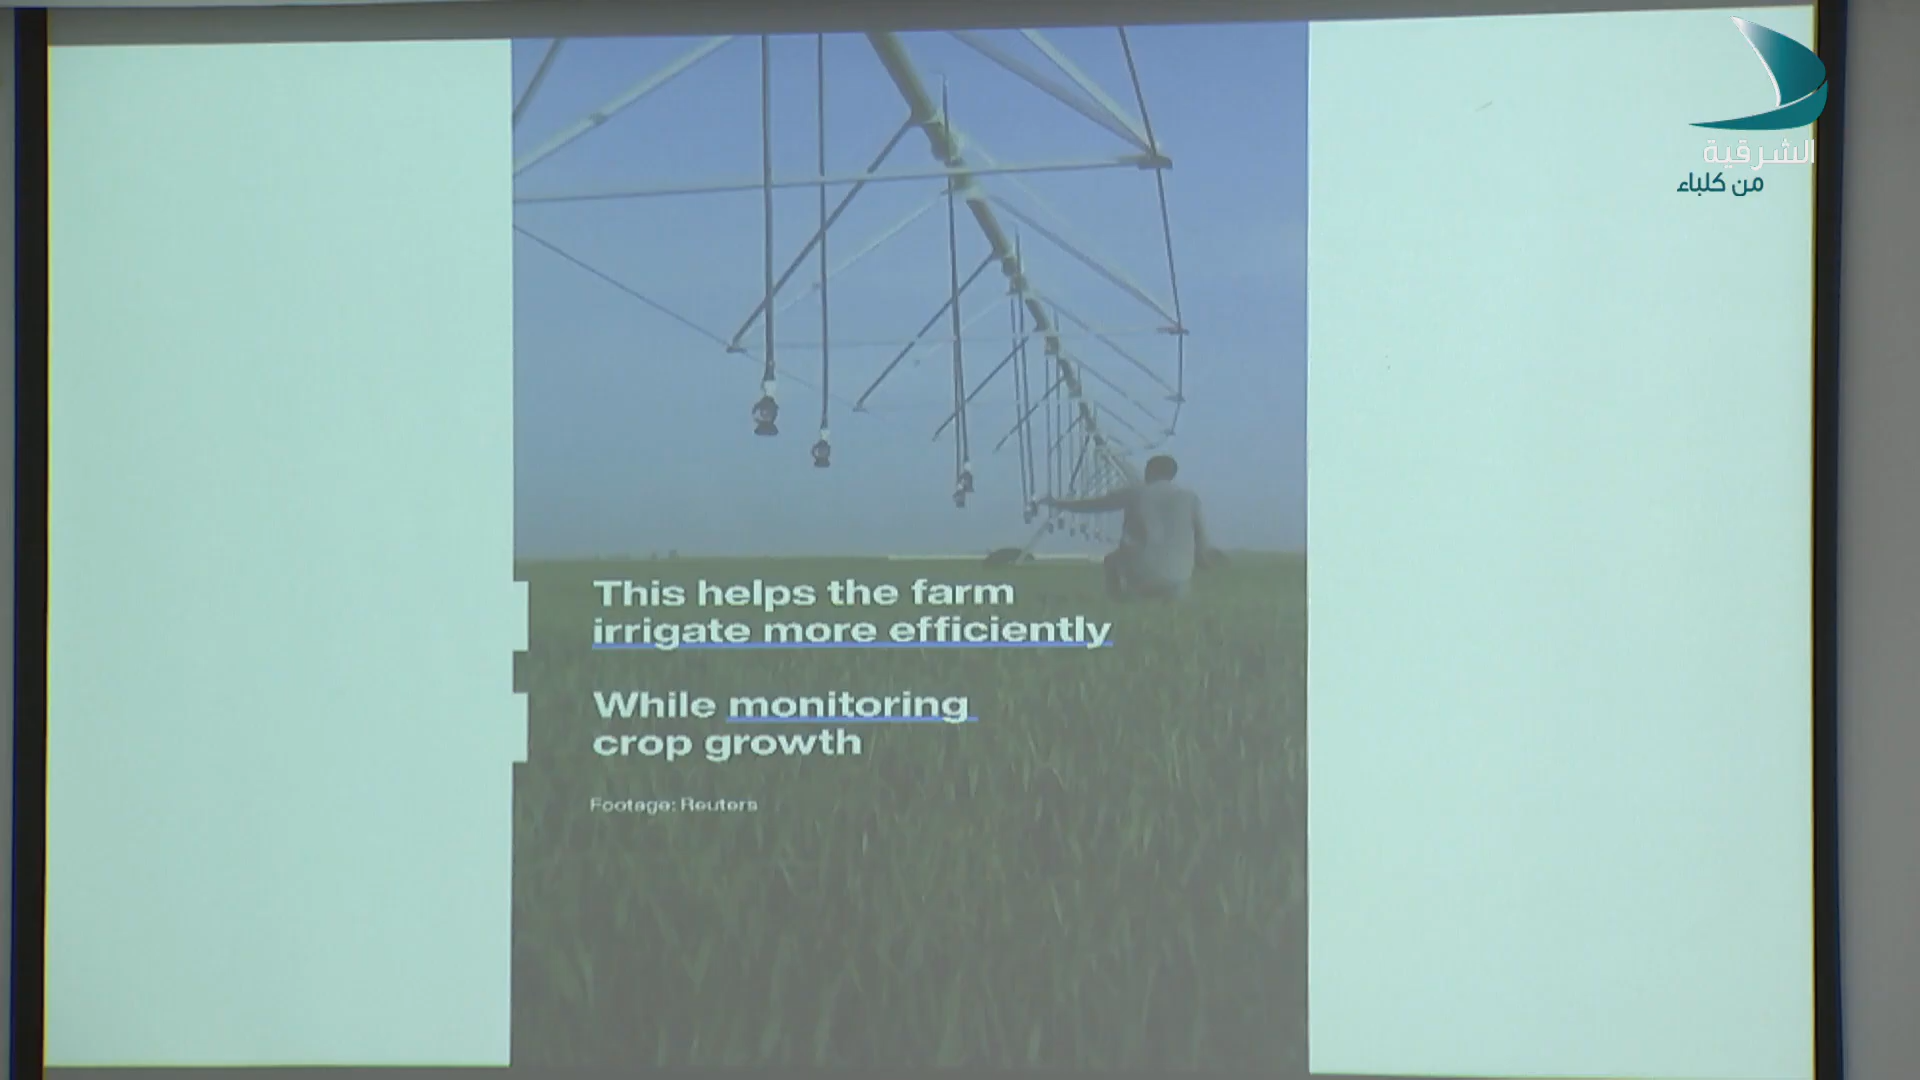 الشرقية
من كلباء
This helps the farm
irrigate more efficiently
While monitoring
crop growth
Footage: Reuters